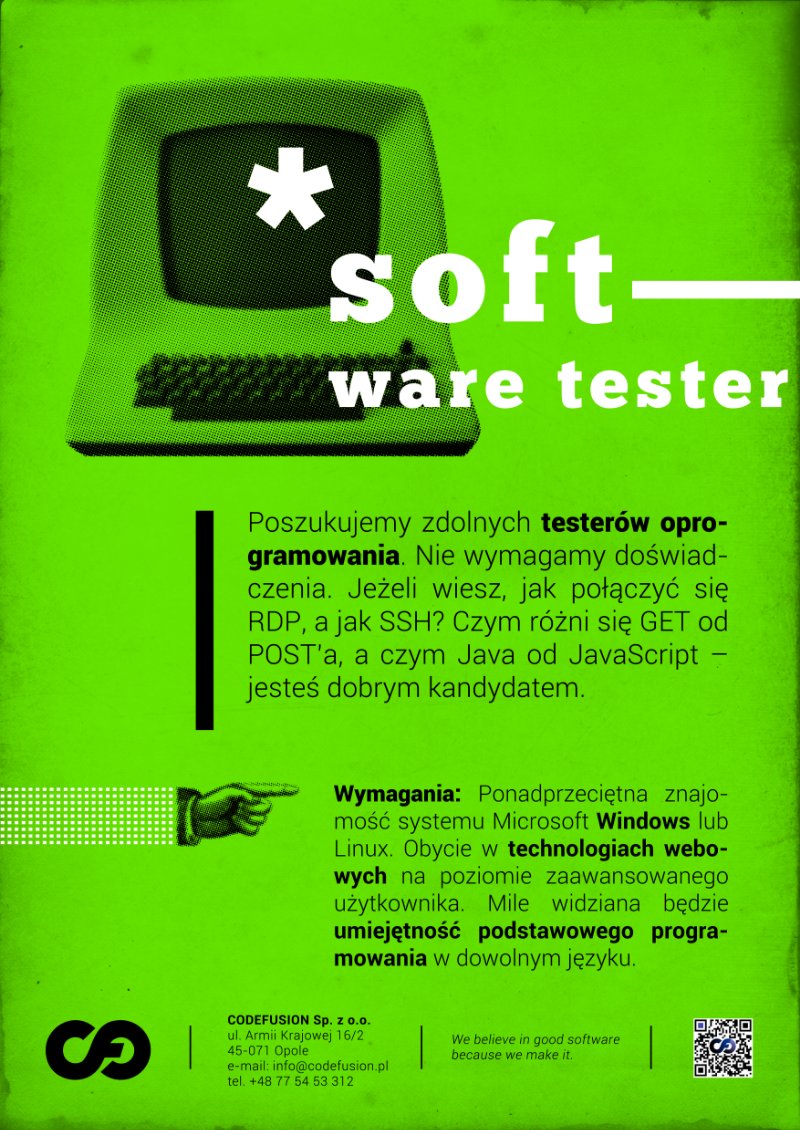 *
soft—
ware tester
Poszukujemy zdolnych testerów opro-
gramowania. Nie wymagamy doświad-
czenia. Jeżeli wiesz, jak połączyć się
RDP, a jak SSH? Czym różni się GET od
POST'a, a czym Java od JavaScript –
jesteś dobrym kandydatem.
Wymagania: Ponadprzeciętna znajo-
mość systemu Microsoft Windows lub
Linux. Obycie w technologiach webo-
wych na poziomie zaawansowanego
użytkownika. Mile widziana będzie
umiejętność podstawowego progra-
mowania w dowolnym języku.
CODEFUSION Sp. z o.o.
ul. Armii Krajowej 16/2
45-071 Opole
e-mail: info@codefusion.pl
tel. +48 77 54 53 312
We believe in good software
because we make it.